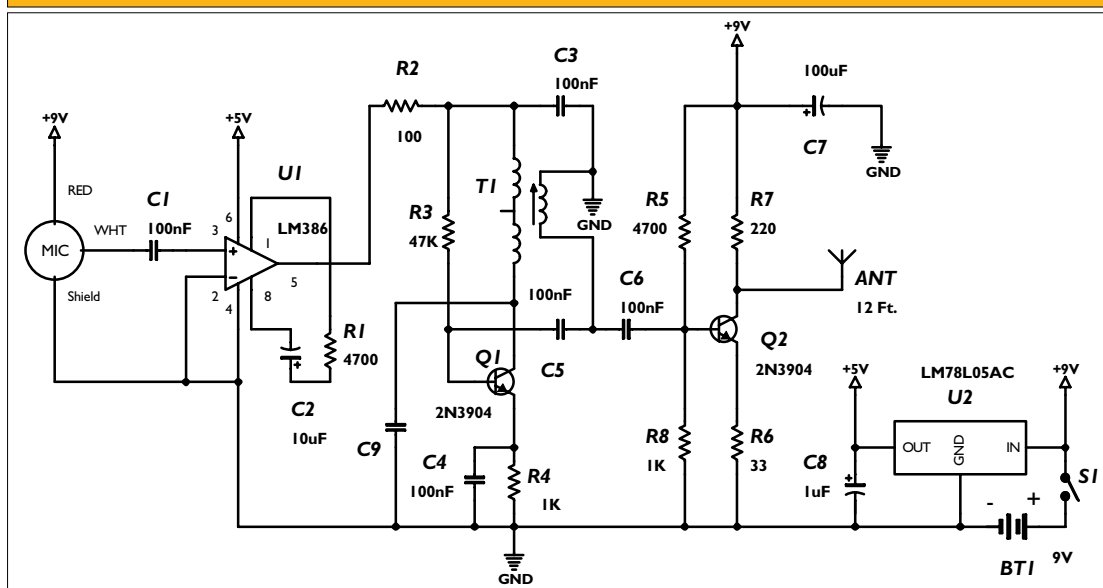 +9V
C3
100nF
R2
100
100uF
C7
GND
+9V
+5V
RED
C1
U1
6
3
1
LM386
WHT
100nF
MIC
5
Shield
2
8
4
R1
4700
C2
10uF
T1
R3
47K
GND
R5
4700
R7
220
ANT
12 Ft.
100nF
C5
C6
100nF
Q1
2N3904
Q2
2N3904
C9
C4
100nF
R4
1K
GND
R8
1K
R6
33
LM78L05AC
+5V
U2
+9V
OUT
GND
IN
C8
1uF
S1
-
+
9V
BT1